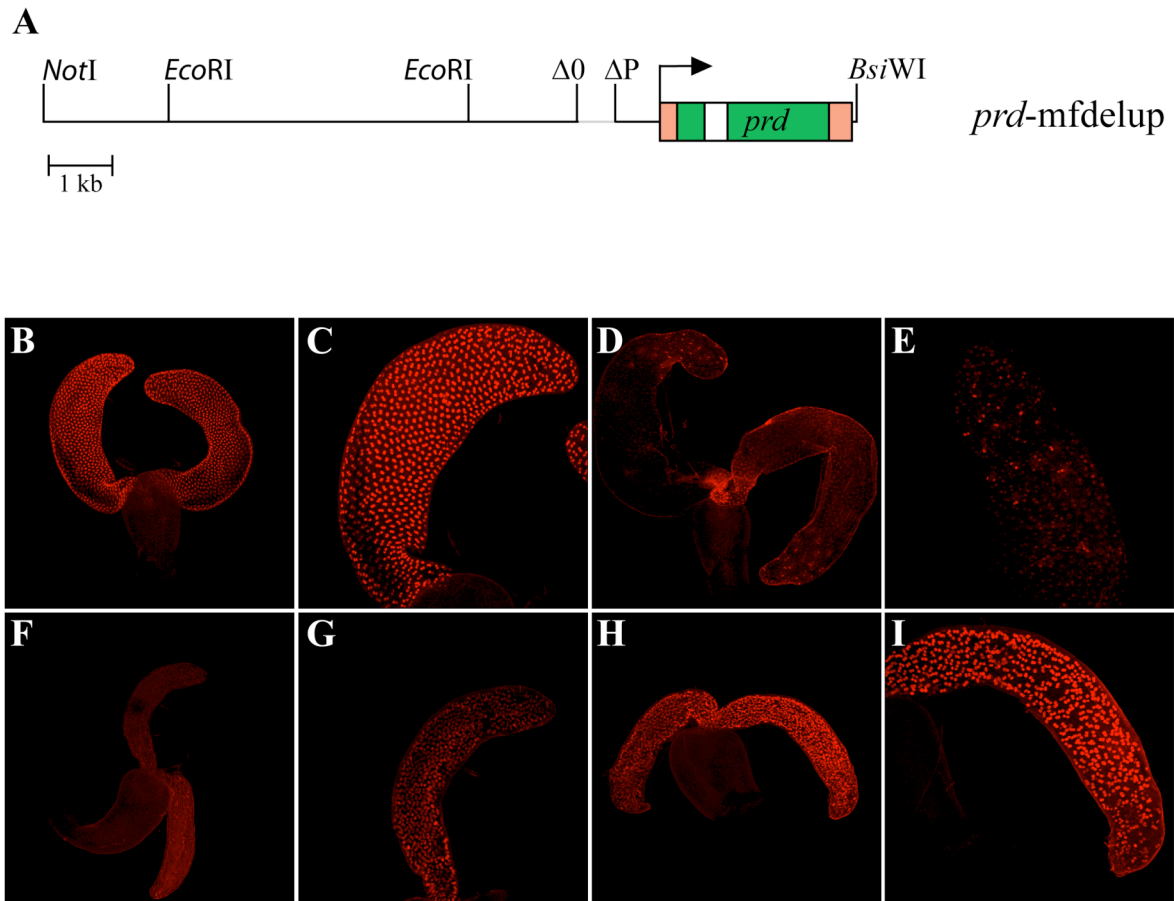 A
NotI EcoRI EcoRI Δ0 ΔP BsiWI
prd prd-mfdelup
1 kb
B C D E
F G H I